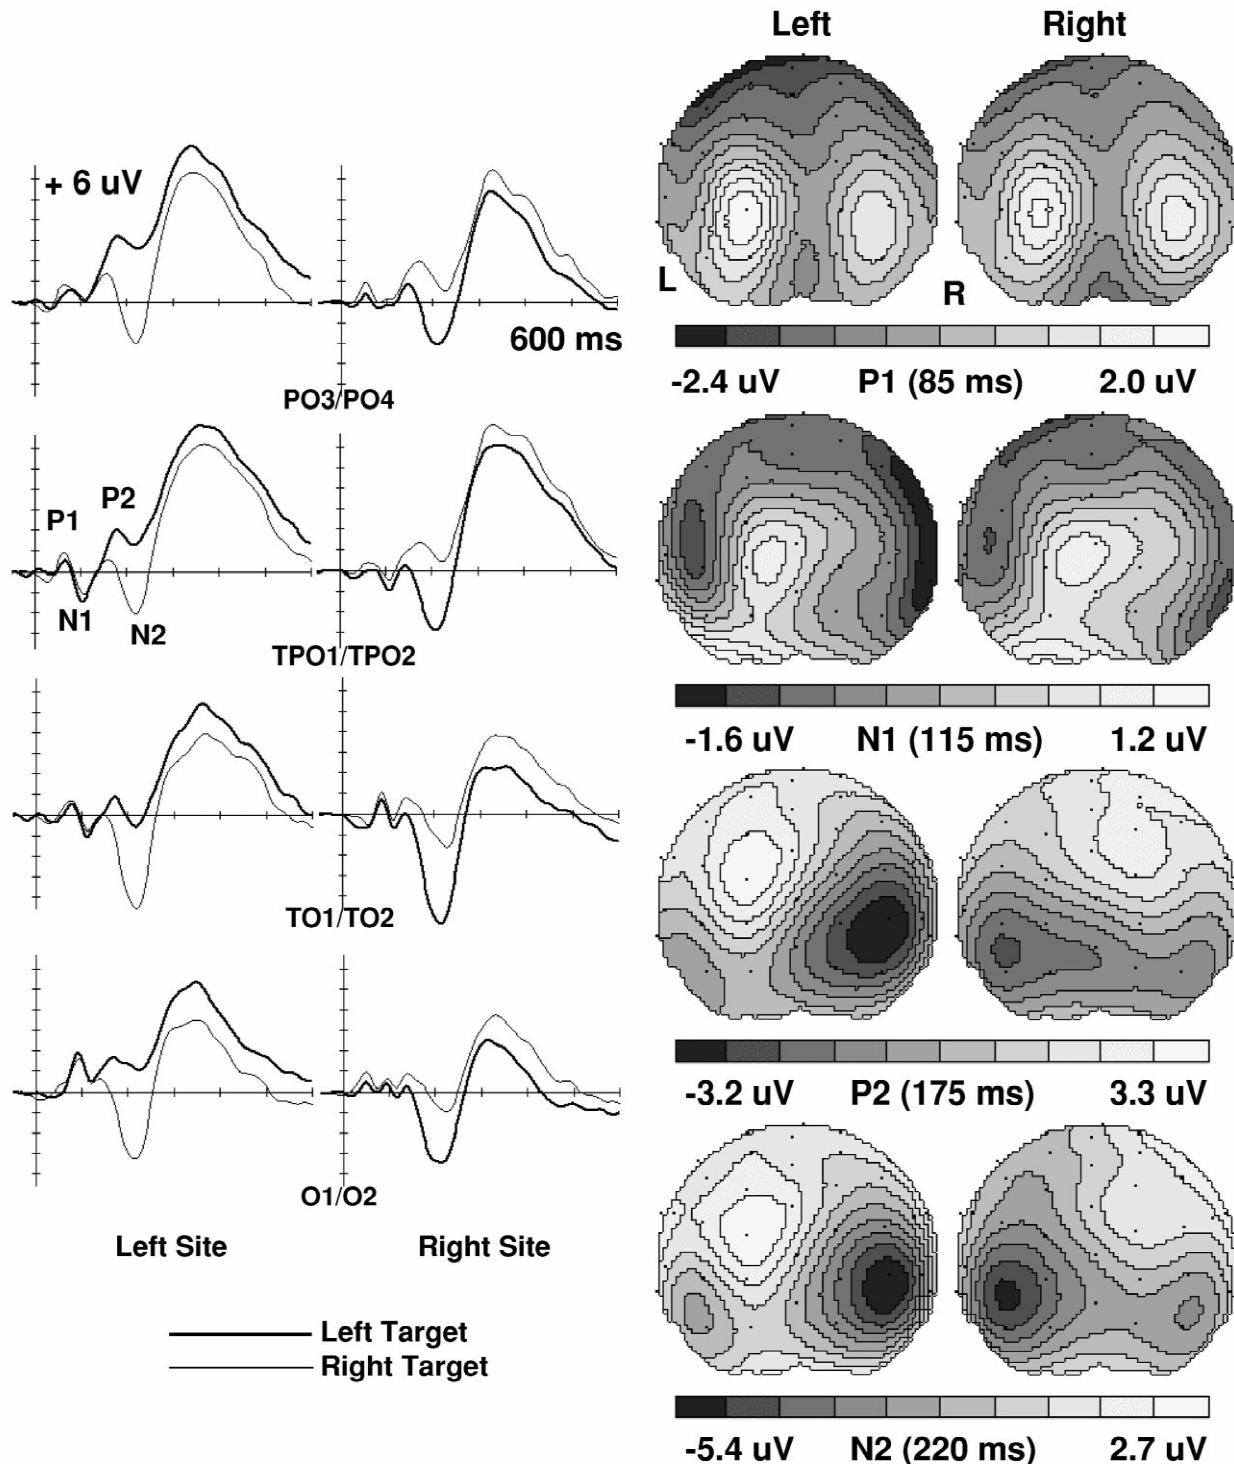 Left Right
+ 6 uV
L R
600 ms
-2.4 uV P1 (85 ms) 2.0 uV
PO3/PO4
P1 P2
N1 N2
TPO1/TPO2
-1.6 uV N1 (115 ms) 1.2 uV
TO1/TO2
-3.2 uV P2 (175 ms) 3.3 uV
O1/O2
Left Site Right Site
Left Target
Right Target
-5.4 uV N2 (220 ms) 2.7 uV